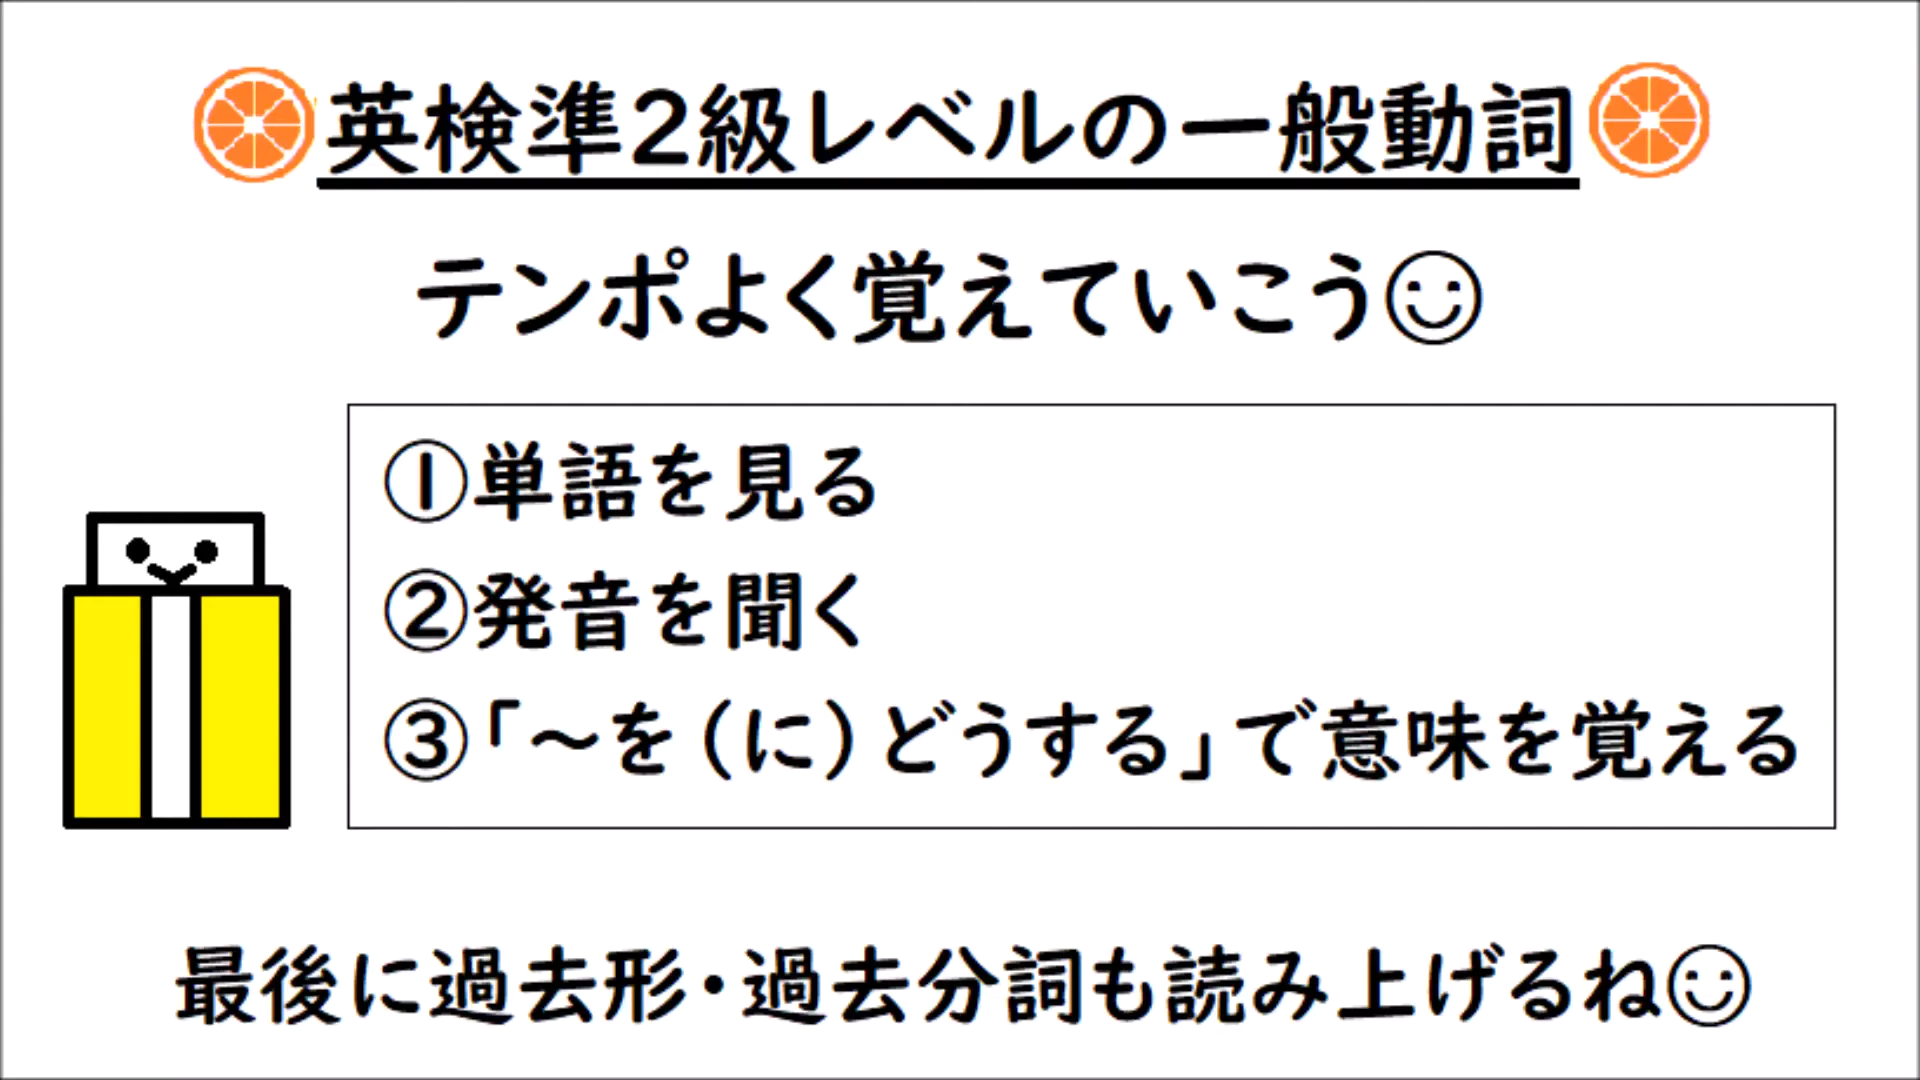 英検準2級レベルの一般動詞
テンポよく覚えていこう☺
①単語を見る
②発音を聞く
③「～を(に)どうする」で意味を覚える
最後に過去形・過去分詞も読み上げるね☺